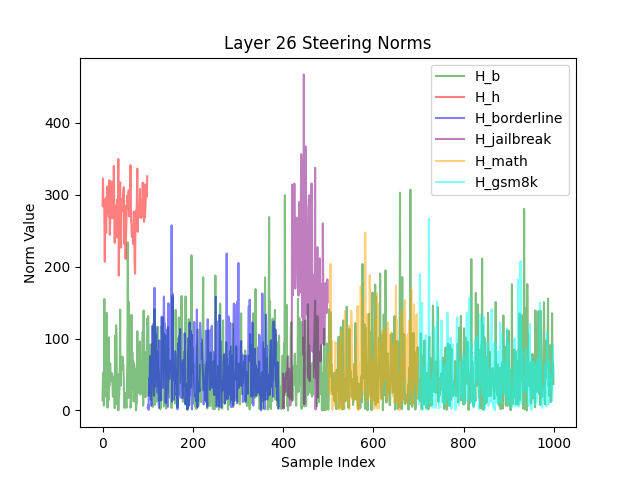 Layer 26 Steering Norms
H_b
H_h
H_borderline
H_jailbreak
H_math
H_gsm8k
Norm Value
400
300
200
100
0
0
200
400
600
800
1000
Sample Index